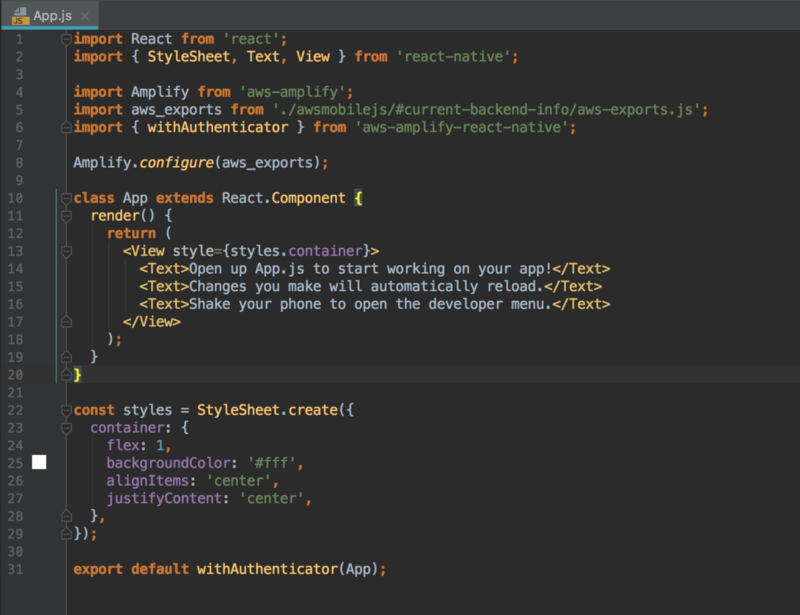 App.js
1 import React from 'react';
2 import { StyleSheet, Text, View } from 'react-native';
3
4 import Amplify from 'aws-amplify';
5 import aws_exports from './awsmobilejs/#current-backend-info/aws-exports.js';
6 import { withAuthenticator } from 'aws-amplify-react-native';
7
8 Amplify.configure(aws_exports);
9
10 class App extends React.Component {
11   render() {
12     return (
13       <View style={styles.container}>
14         <Text>Open up App.js to start working on your app!</Text>
15         <Text>Changes you make will automatically reload.</Text>
16         <Text>Shake your phone to open the developer menu.</Text>
17       </View>
18     );
19   }
20 }
21
22 const styles = StyleSheet.create({
23   container: {
24     flex: 1,
25     backgroundColor: '#fff',
26     alignItems: 'center',
27     justifyContent: 'center',
28   },
29 });
30
31 export default withAuthenticator(App);